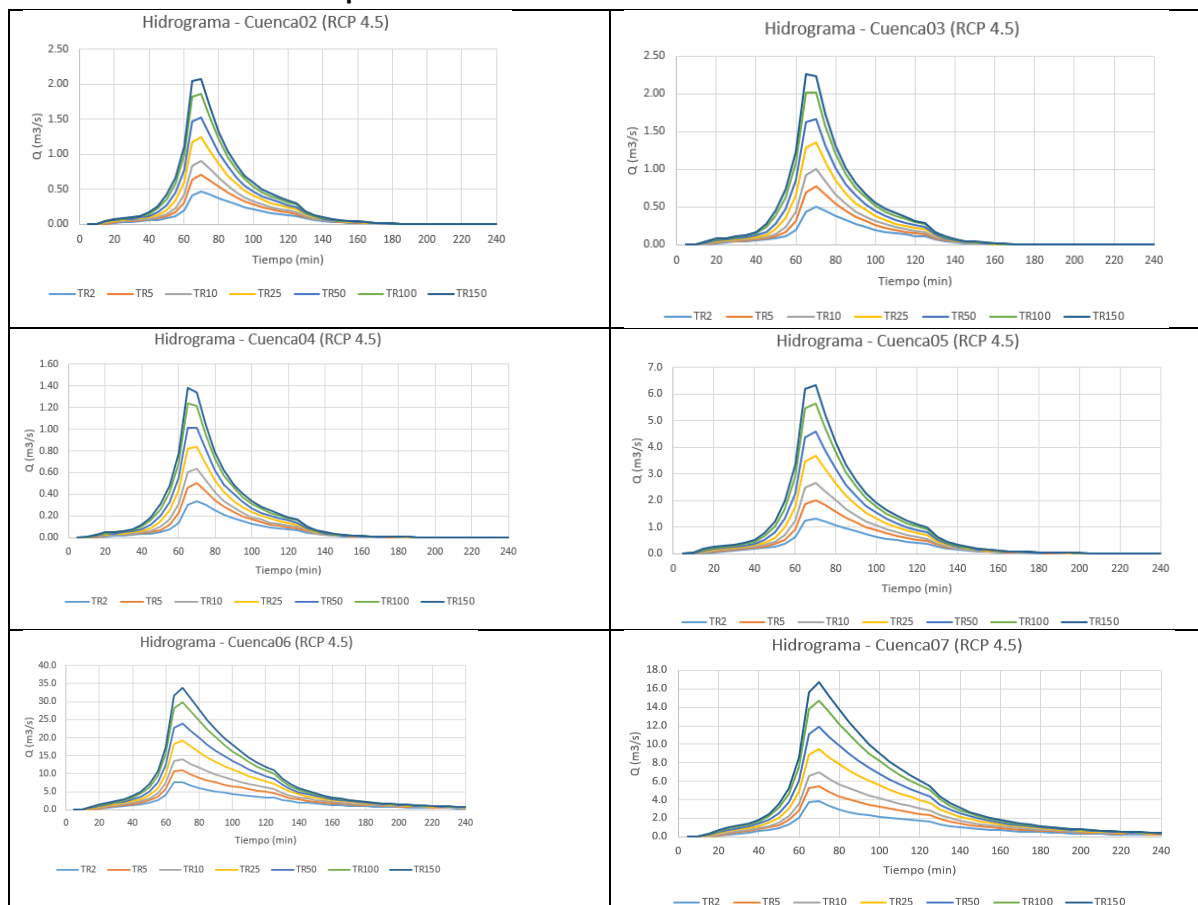 Hidrograma - Cuenca02 (RCP 4.5)
2.50
2.00
1.50
1.00
0.50
0.00
Q (m3/s)
0 20 40 60 80 100 120 140 160 180 200 220 240
Tiempo (min)
TR2 TR5 TR10 TR25 TR50 TR100 TR150
Hidrograma - Cuenca03 (RCP 4.5)
2.50
2.00
1.50
1.00
0.50
0.00
Q (m3/s)
0 20 40 60 80 100 120 140 160 180 200 220 240
Tiempo (min)
TR2 TR5 TR10 TR25 TR50 TR100 TR150
Hidrograma - Cuenca04 (RCP 4.5)
1.60
1.40
1.20
1.00
0.80
0.60
0.40
0.20
0.00
Q (m3/s)
0 20 40 60 80 100 120 140 160 180 200 220 240
Tiempo (min)
TR2 TR5 TR10 TR25 TR50 TR100 TR150
Hidrograma - Cuenca05 (RCP 4.5)
7.0
6.0
5.0
4.0
3.0
2.0
1.0
0.0
Q (m3/s)
0 20 40 60 80 100 120 140 160 180 200 220 240
Tiempo (min)
TR2 TR5 TR10 TR25 TR50 TR100 TR150
Hidrograma - Cuenca06 (RCP 4.5)
40.0
35.0
30.0
25.0
20.0
15.0
10.0
5.0
0.0
Q (m3/s)
0 20 40 60 80 100 120 140 160 180 200 220 240
Tiempo (min)
TR2 TR5 TR10 TR25 TR50 TR100 TR150
Hidrograma - Cuenca07 (RCP 4.5)
18.0
16.0
14.0
12.0
10.0
8.0
6.0
4.0
2.0
0.0
Q (m3/s)
0 20 40 60 80 100 120 140 160 180 200 220 240
Tiempo (min)
TR2 TR5 TR10 TR25 TR50 TR100 TR150